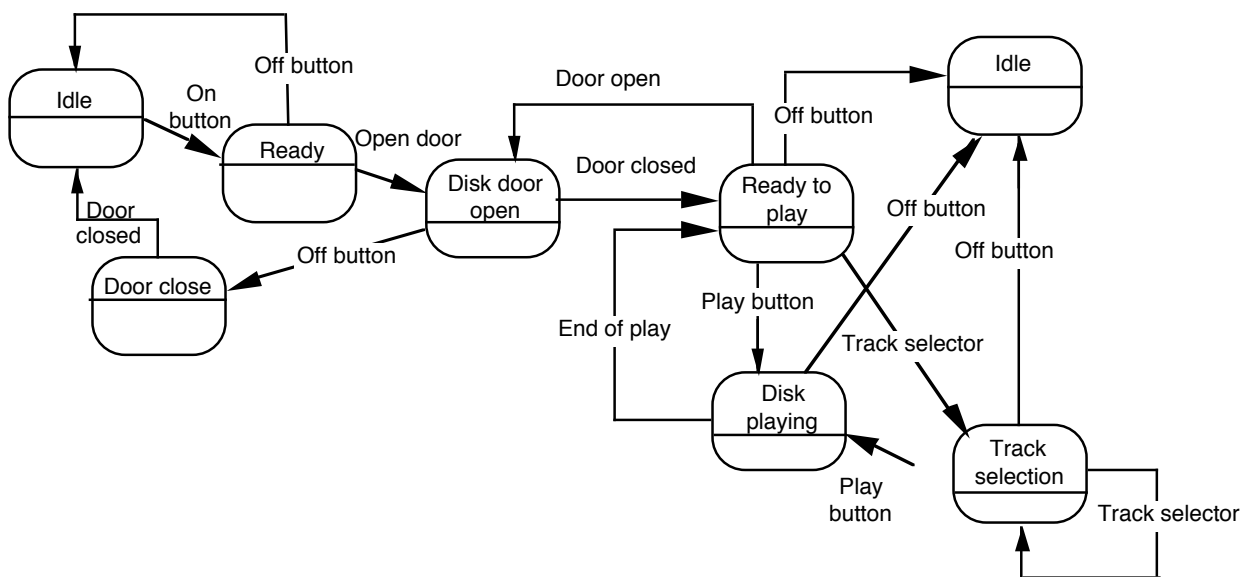 Idle
On
button
Off button
Ready
Open door
Door
closed
Door close
Off button
Disk door
open
Door open
Door closed
Off button
Ready to
play
Idle
Off button
Off button
Play button
End of play
Track selector
Disk
playing
Play
button
Track
selection
Track selector